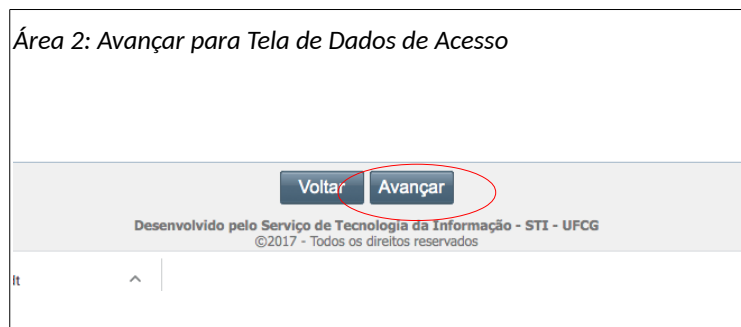 Área 2: Avançar para Tela de Dados de Acesso
Voltar Avançar
Desenvolvido pelo Serviço de Tecnologia da Informação - STI - UFCG
©2017 - Todos os direitos reservados
it